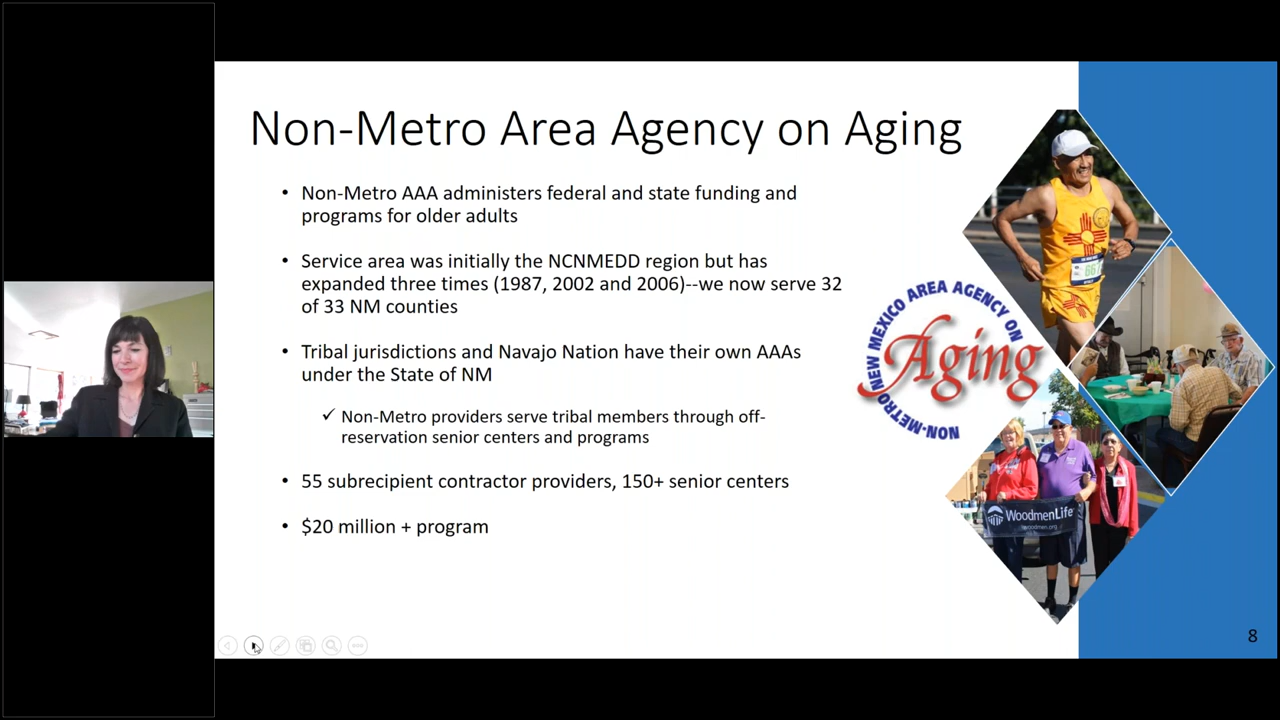 Non-Metro Area Agency on Aging
• Non-Metro AAA administers federal and state funding and
programs for older adults
• Service area was initially the NCNMEDD region but has
expanded three times (1987, 2002 and 2006)--we now serve 32
of 33 NM counties
• Tribal jurisdictions and Navajo Nation have their own AAAs
under the State of NM
✓ Non-Metro providers serve tribal members through off-
reservation senior centers and programs
• 55 subrecipient contractor providers, 150+ senior centers
• $20 million + program
NON-METRO NEW MEXICO AREA AGENCY ON
Aging
WoodmenLife
8